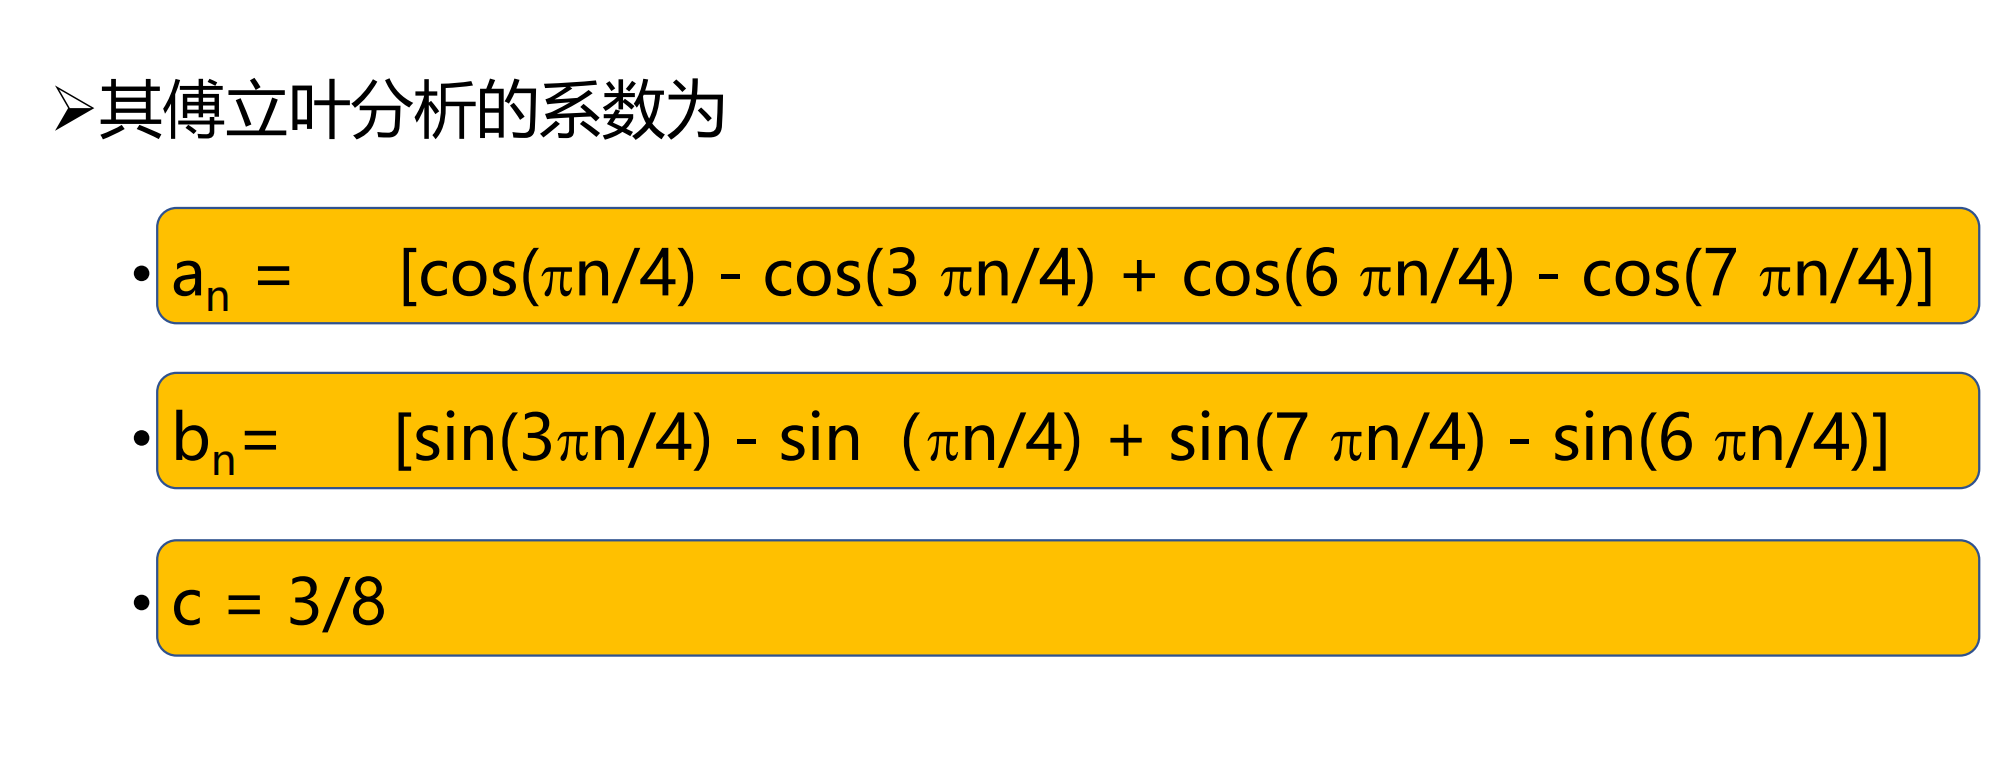 ➢其傅立叶分析的系数为
• aₙ = [cos(πn/4) - cos(3 πn/4) + cos(6 πn/4) - cos(7 πn/4)]
• bₙ= [sin(3πn/4) - sin（πn/4) + sin(7 πn/4) - sin(6 πn/4)]
• c = 3/8